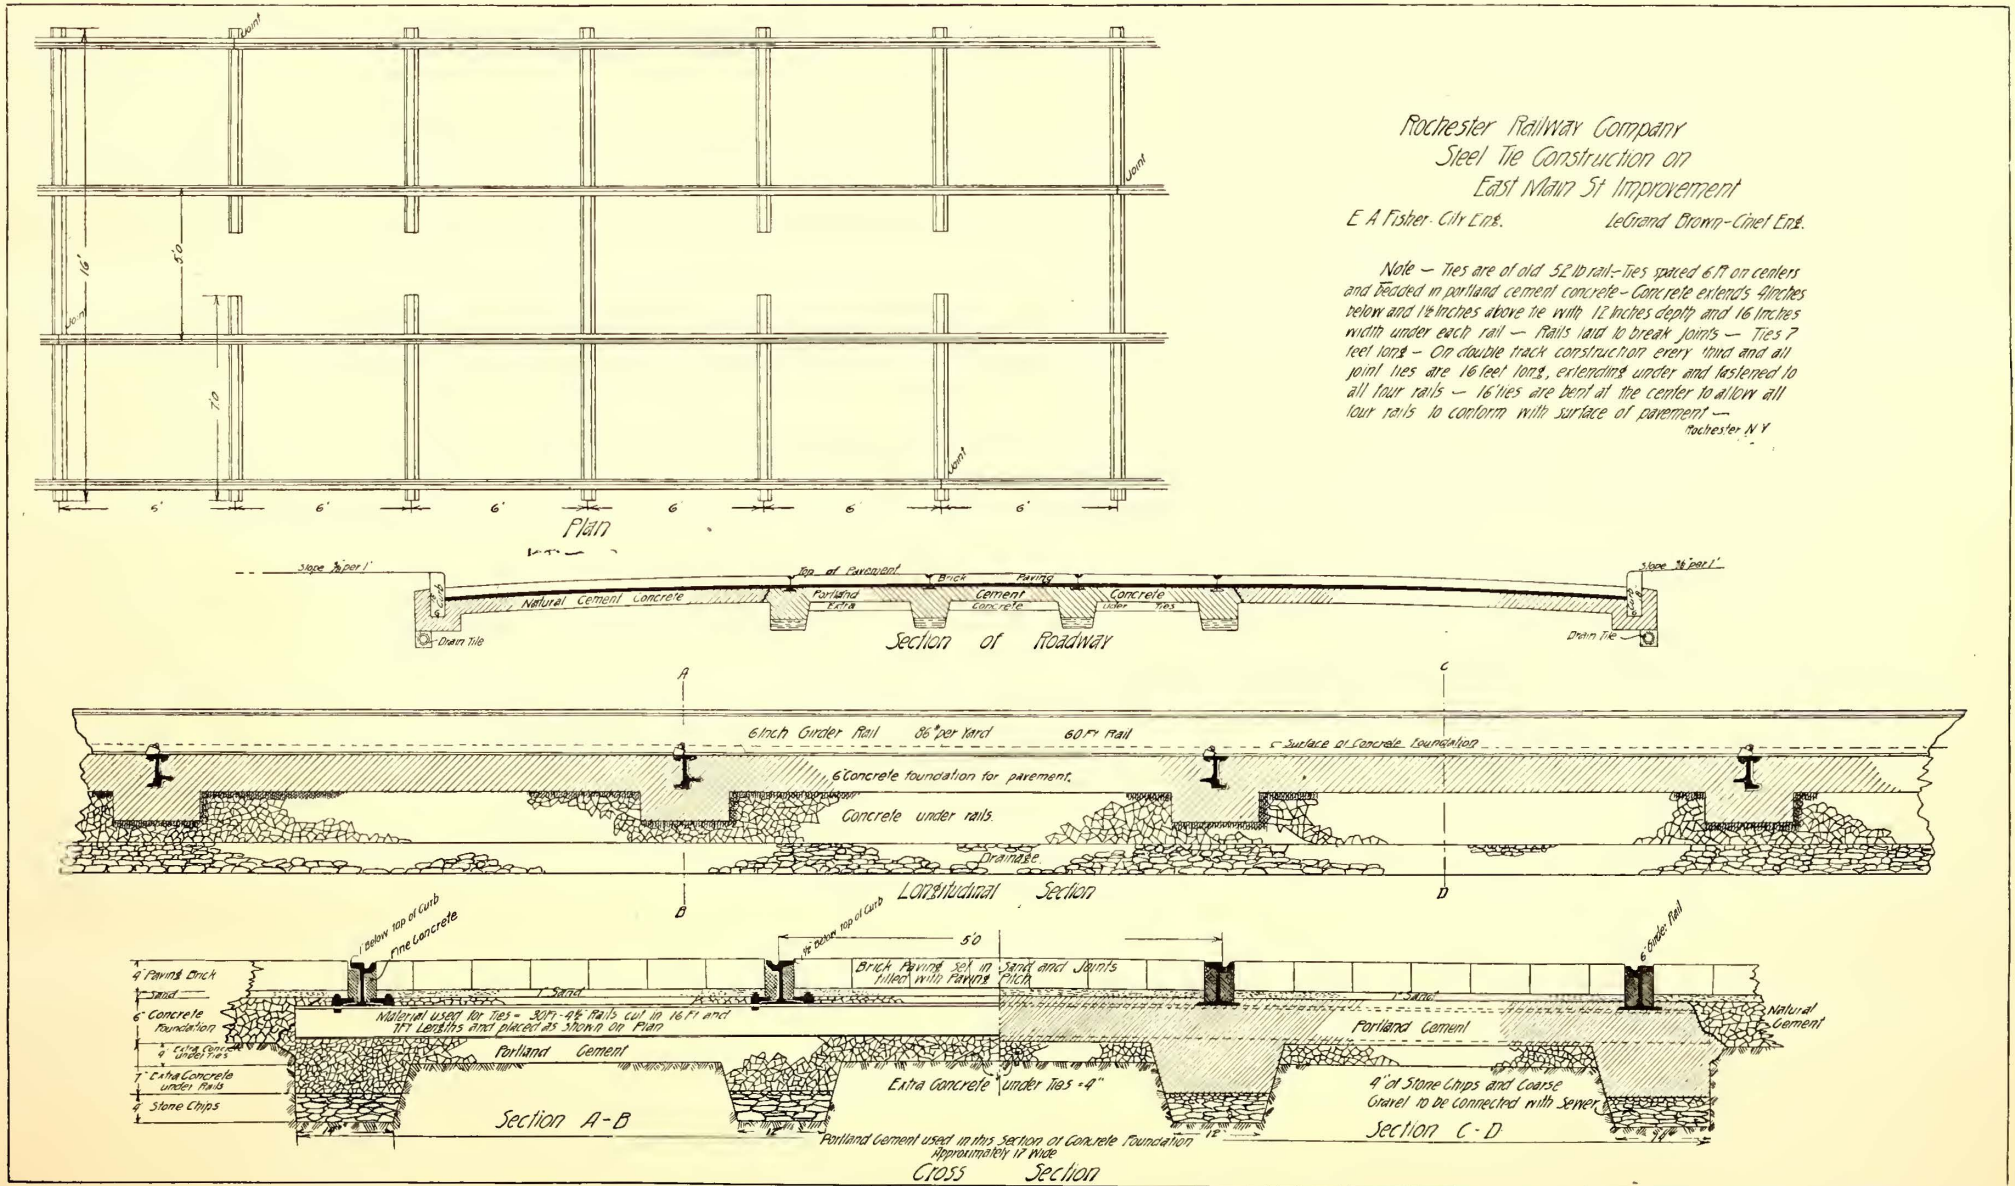 Joint
16'
5'0
Joint
Joint
7'0
Joint
6'
6'
6'
6
6
6'
Plan
Rochester Railway Company
Steel Tie Construction on
East Main St Improvement
E A Fisher- City Eng.
LeGrand Brown-Chief Eng.
Note — Ties are of old 52 lb rail-Ties spaced 6 Ft on centers
and bedded in portland cement concrete - Concrete extends 4 inches
below and 1½ inches above tie with 12 inches depth and 16 inches
width under each rail — Rails laid to break joints — Ties 7
feet long - On double track construction every third and all
joint ties are 16 feet long, extending under and fastened to
all four rails — 16' ties are bent at the center to allow all
four rails to conform with surface of pavement —
Rochester N Y
Slope per 1'
Top of Pavement
Slope per 1'
Brick Paving
Curb
Natural Cement Concrete
Portland Cement Concrete
Extra Concrete under Ties
Drain Tile
Drain Tile
Section of Roadway
A
C
6 Inch Girder Rail 86# per Yard 60 Ft Rail
Surface of Concrete Foundation
6" Concrete foundation for pavement.
Concrete under rails.
Drainage.
B
D
Longitudinal Section
1" Below top of Curb
Fine Concrete
½" Below top of Curb
5'0
6" Girder Rail
4" Paving Brick
1" Sand
6" Concrete
Foundation
4" Extra Concrete
under Ties
7" Extra Concrete
under Rails
4" Stone Chips
Brick Paving Set in Sand and Joints
filled with Paving Pitch
1" Sand
1" Sand
Material used for Ties = 30 Ft - 4½" Rails cut in 16 Ft and
7 Ft Lengths and placed as shown on Plan
Portland Cement
Portland Cement
Natural
Cement
Extra Concrete under Ties = 4"
4" of Stone Chips and Coarse
Gravel to be Connected with Sewer
Section A-B
Section C-D
14"
12"
12"
14"
Portland Cement used in this Section of Concrete Foundation
Approximately 17' Wide
Cross Section